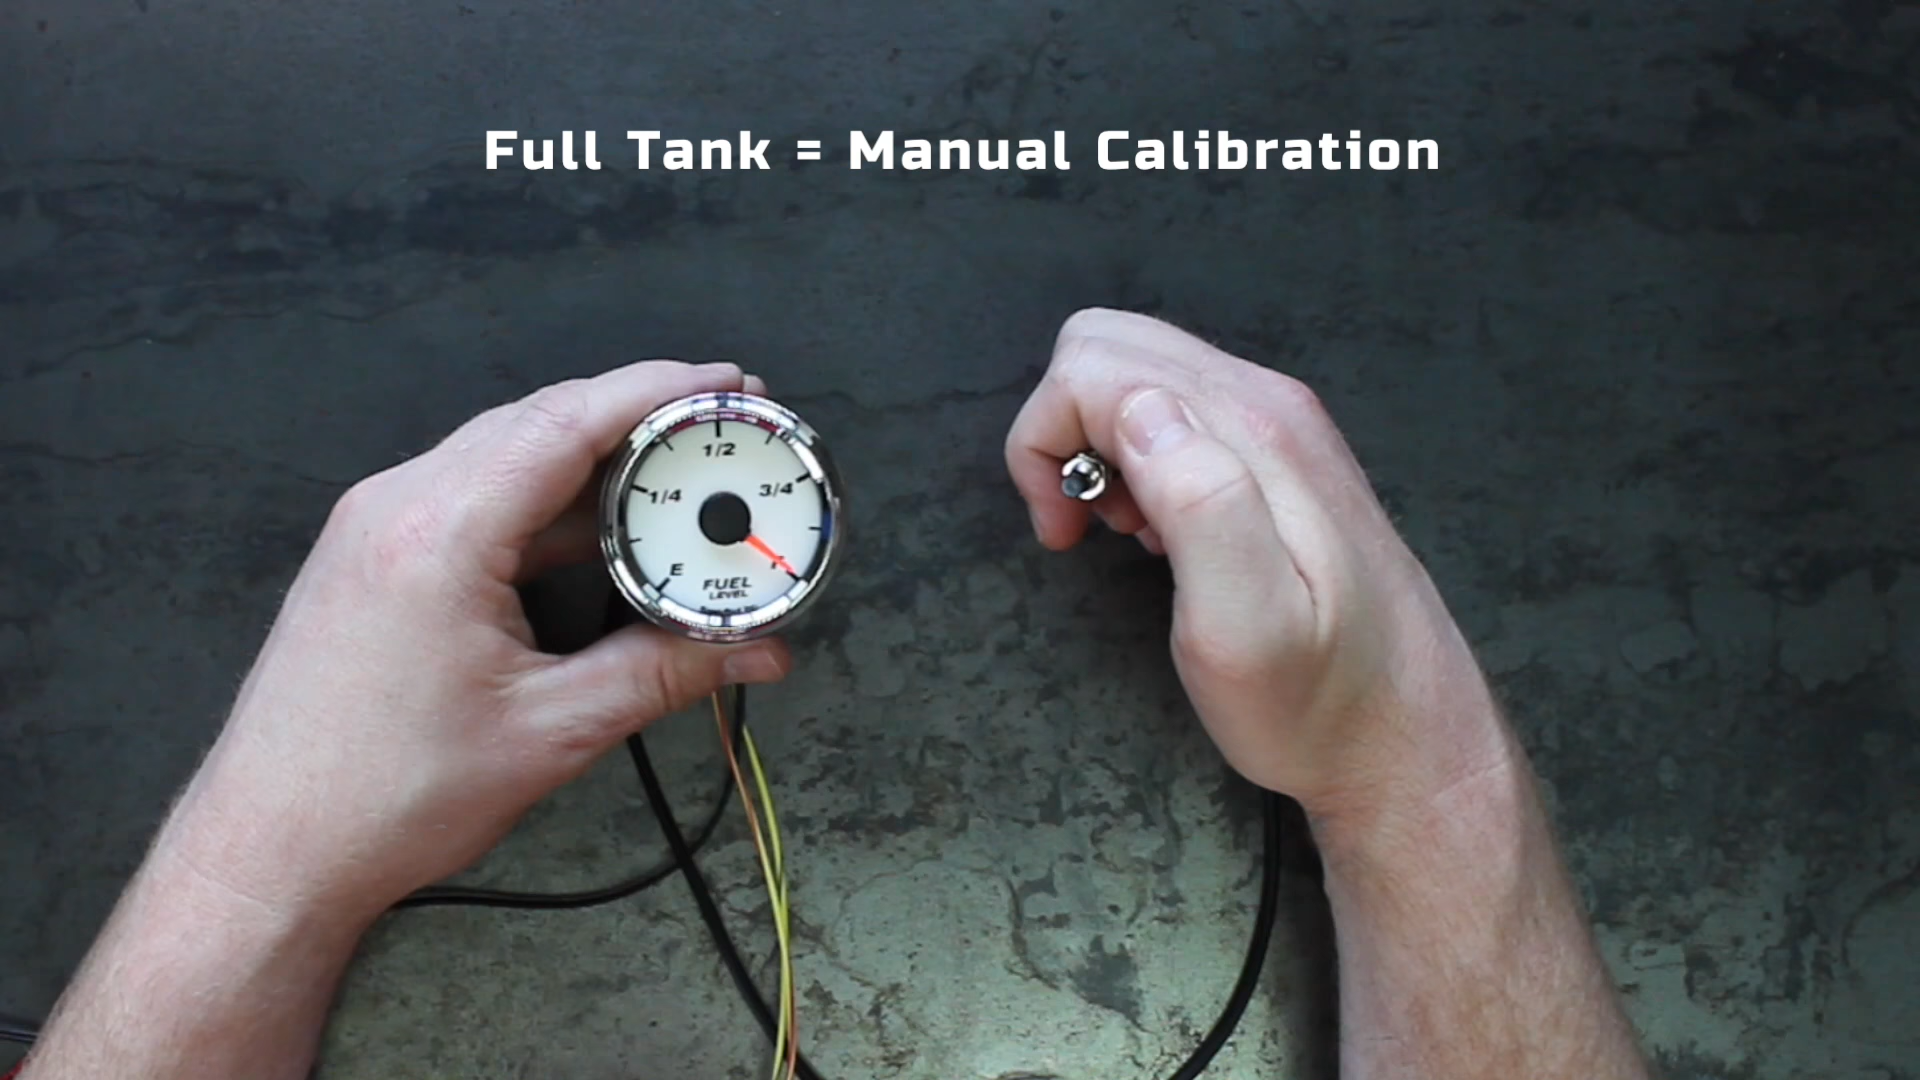 Full Tank = Manual Calibration
1/2
1/4
3/4
E
FUEL
LEVEL